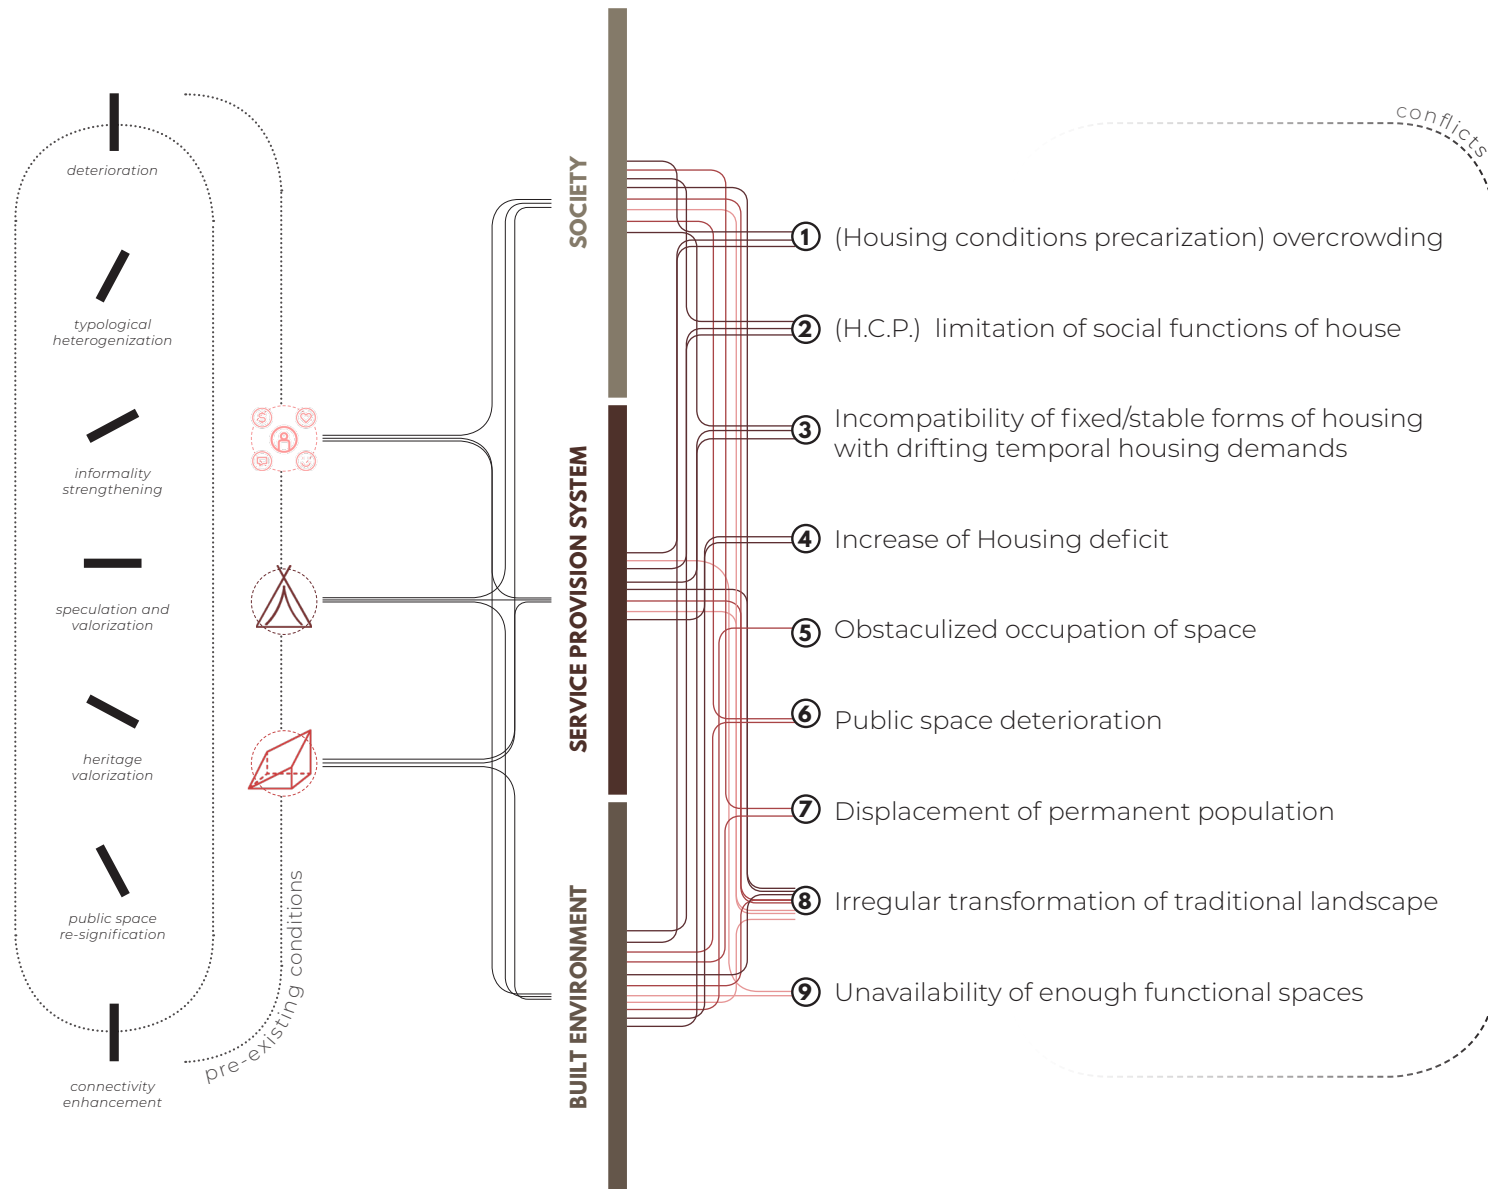 deterioration
typological
heterogenization
informality
strengthening
speculation and
valorization
heritage
valorization
public space
re-signification
connectivity
enhancement
pre-existing conditions
SOCIETY
SERVICE PROVISION SYSTEM
BUILT ENVIRONMENT
conflicts
1 (Housing conditions precarization) overcrowding
2 (H.C.P.) limitation of social functions of house
3 Incompatibility of fixed/stable forms of housing
with drifting temporal housing demands
4 Increase of Housing deficit
5 Obstaculized occupation of space
6 Public space deterioration
7 Displacement of permanent population
8 Irregular transformation of traditional landscape
9 Unavailability of enough functional spaces